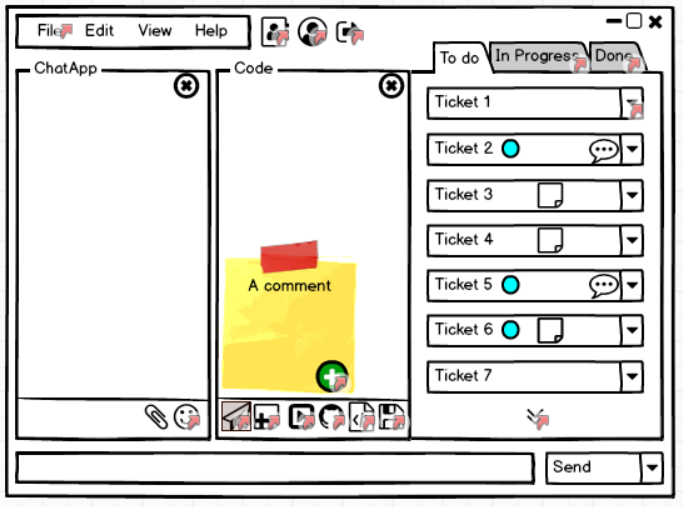 File Edit View Help
To do In Progress Done
ChatApp
Code
Ticket 1
Ticket 2
Ticket 3
Ticket 4
A comment
Ticket 5
Ticket 6
Ticket 7
Send